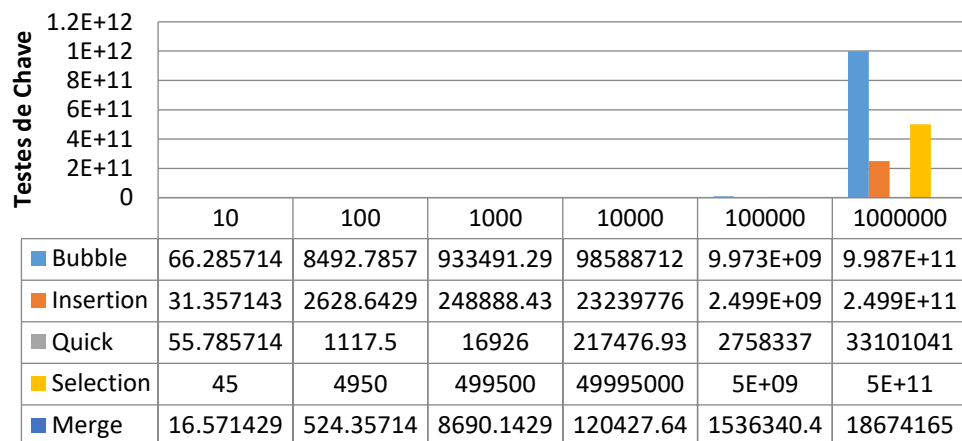 Testes de Chave
1.2E+12
1E+12
8E+11
6E+11
4E+11
2E+11
0
10 100 1000 10000 100000 1000000
Bubble 66.285714 8492.7857 933491.29 98588712 9.973E+09 9.987E+11
Insertion 31.357143 2628.6429 248888.43 23239776 2.499E+09 2.499E+11
Quick 55.785714 1117.5 16926 217476.93 2758337 33101041
Selection 45 4950 499500 49995000 5E+09 5E+11
Merge 16.571429 524.35714 8690.1429 120427.64 1536340.4 18674165